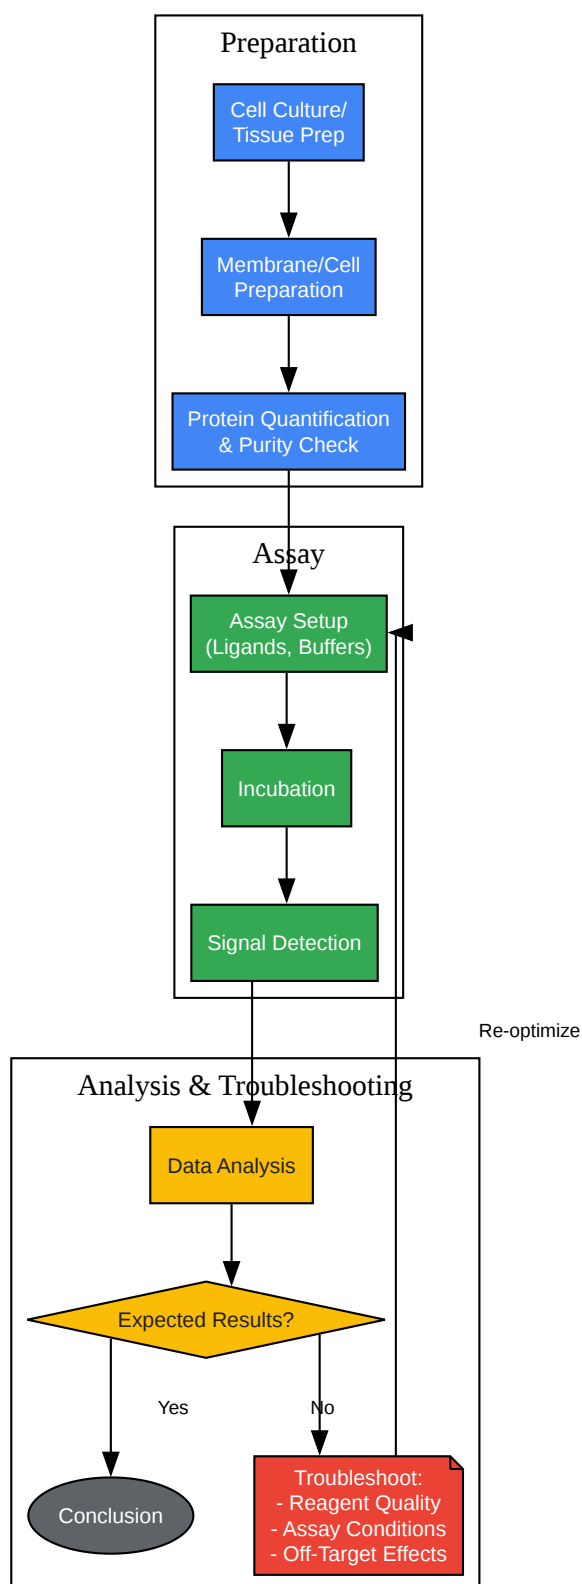 Preparation
Cell Culture/
Tissue Prep
Membrane/Cell
Preparation
Protein Quantification
& Purity Check
Assay
Assay Setup
(Ligands, Buffers)
Incubation
Signal Detection
Re-optimize
Analysis & Troubleshooting
Data Analysis
Expected Results?
Yes
No
Conclusion
Troubleshoot:
- Reagent Quality
- Assay Conditions
- Off-Target Effects